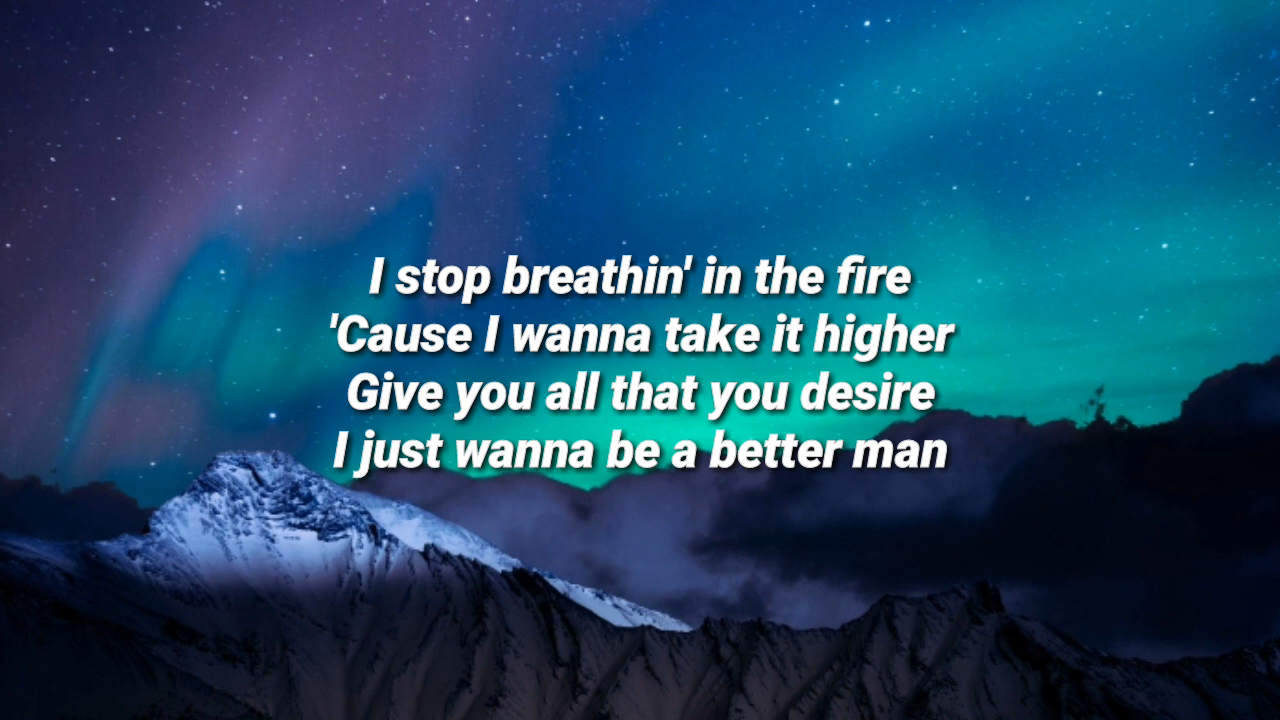 I stop breathin' in the fire
'Cause I wanna take it higher
Give you all that you desire
I just wanna be a better man